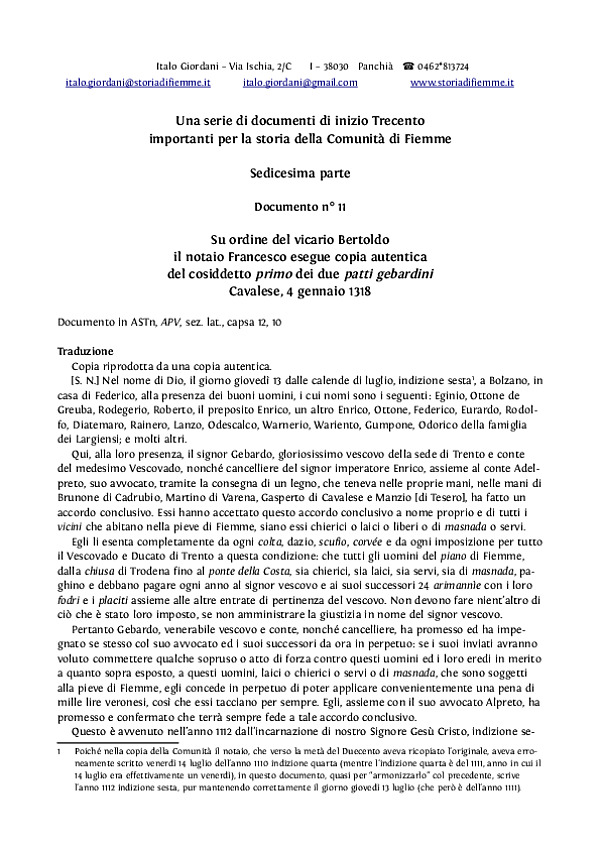 Italo Giordani – Via Ischia, 2/C I – 38030 Panchià ☎ 0462*813724
italo.giordani@storiadifiemme.it italo.giordani@gmail.com www.storiadifiemme.it
Una serie di documenti di inizio Trecento
importanti per la storia della Comunità di Fiemme
Sedicesima parte
Documento n° 11
Su ordine del vicario Bertoldo
il notaio Francesco esegue copia autentica
del cosiddetto primo dei due patti gebardini
Cavalese, 4 gennaio 1318
Documento in ASTn, APV, sez. lat., capsa 12, 10
Traduzione
Copia riprodotta da una copia autentica.
[S. N.] Nel nome di Dio, il giorno giovedì 13 dalle calende di luglio, indizione sesta¹, a Bolzano, in
casa di Federico, alla presenza dei buoni uomini, i cui nomi sono i seguenti: Eginio, Ottone de
Greuba, Rodegerio, Roberto, il preposito Enrico, un altro Enrico, Ottone, Federico, Eurardo, Rodol-
fo, Diatemaro, Rainero, Lanzo, Odescalco, Warnerio, Wariento, Gumpone, Odorico della famiglia
dei Largiensi; e molti altri.
Qui, alla loro presenza, il signor Gebardo, gloriosissimo vescovo della sede di Trento e conte
del medesimo Vescovado, nonché cancelliere del signor imperatore Enrico, assieme al conte Adel-
preto, suo avvocato, tramite la consegna di un legno, che teneva nelle proprie mani, nelle mani di
Brunone di Cadrubio, Martino di Varena, Gasperto di Cavalese e Manzio [di Tesero], ha fatto un
accordo conclusivo. Essi hanno accettato questo accordo conclusivo a nome proprio e di tutti i
vicini che abitano nella pieve di Fiemme, siano essi chierici o laici o liberi o di masnada o servi.
Egli li esenta completamente da ogni colta, dazio, scufio, corvée e da ogni imposizione per tutto
il Vescovado e Ducato di Trento a questa condizione: che tutti gli uomini del piano di Fiemme,
dalla chiusa di Trodena fino al ponte della Costa, sia chierici, sia laici, sia servi, sia di masnada, pa-
ghino e debbano pagare ogni anno al signor vescovo e ai suoi successori 24 arimannie con i loro
fodri e i placiti assieme alle altre entrate di pertinenza del vescovo. Non devono fare nient'altro di
ciò che è stato loro imposto, se non amministrare la giustizia in nome del signor vescovo.
Pertanto Gebardo, venerabile vescovo e conte, nonché cancelliere, ha promesso ed ha impe-
gnato se stesso col suo avvocato ed i suoi successori da ora in perpetuo: se i suoi inviati avranno
voluto commettere qualche sopruso o atto di forza contro questi uomini ed i loro eredi in merito
a quanto sopra esposto, a questi uomini, laici o chierici o servi o di masnada, che sono soggetti
alla pieve di Fiemme, egli concede in perpetuo di poter applicare convenientemente una pena di
mille lire veronesi, così che essi tacciano per sempre. Egli, assieme con il suo avvocato Alpreto, ha
promesso e confermato che terrà sempre fede a tale accordo conclusivo.
Questo è avvenuto nell'anno 1112 dall'incarnazione di nostro Signore Gesù Cristo, indizione se-
1 Poiché nella copia della Comunità il notaio, che verso la metà del Duecento aveva ricopiato l'originale, aveva erro-
neamente scritto venerdì 14 luglio dell'anno 1110 indizione quarta (mentre l'indizione quarta è del 1111, anno in cui il
14 luglio era effettivamente un venerdì), in questo documento, quasi per "armonizzarlo" col precedente, scrive
l'anno 1112 indizione sesta, pur mantenendo correttamente il giorno giovedì 13 luglio (che però è dell'anno 1111).